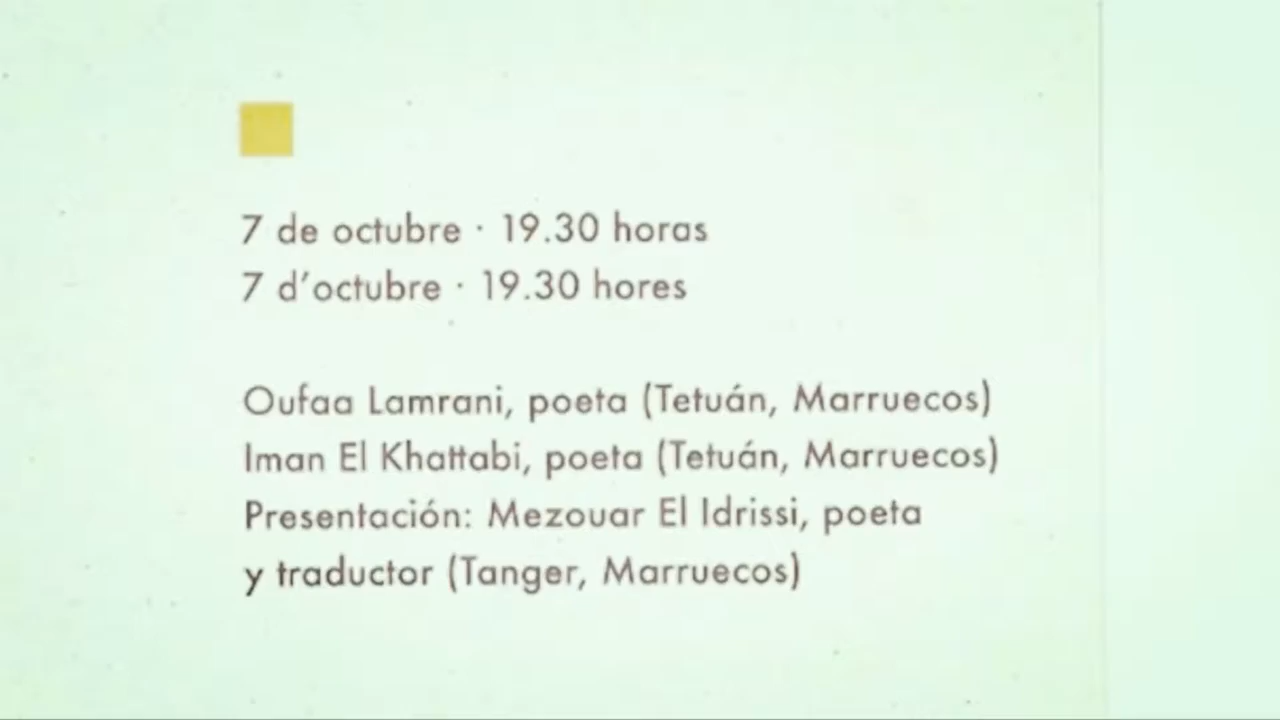 7 de octubre · 19.30 horas
7 d’octubre · 19.30 hores
Oufaa Lamrani, poeta (Tetuán, Marruecos)
Iman El Khattabi, poeta (Tetuán, Marruecos)
Presentación: Mezouar El Idrissi, poeta
y traductor (Tanger, Marruecos)